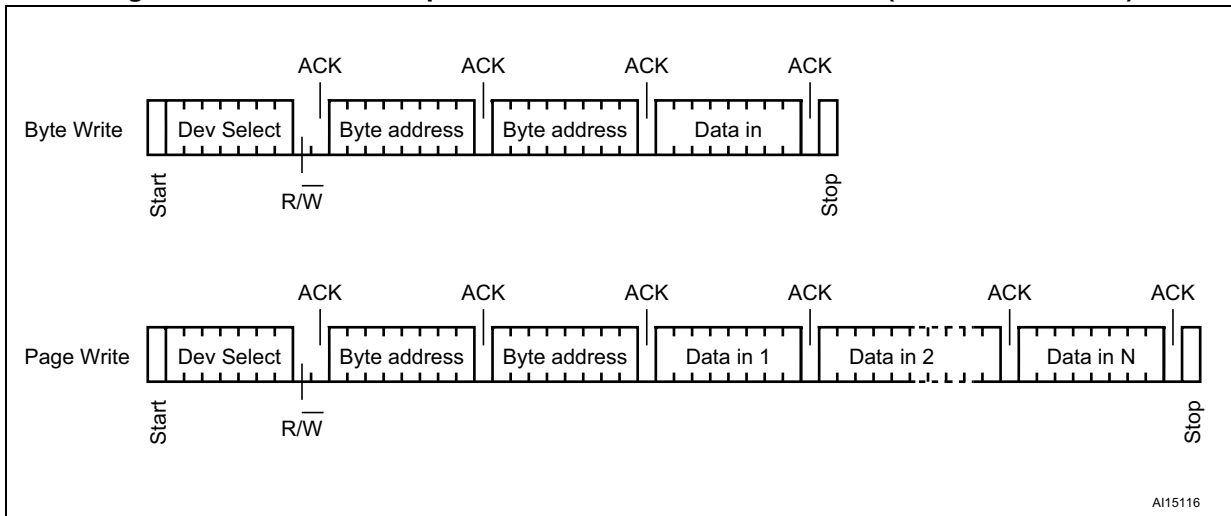 ACK ACK ACK ACK
Byte Write Dev Select Byte address Byte address Data in
Start R/W̅ Stop
ACK ACK ACK ACK ACK ACK
Page Write Dev Select Byte address Byte address Data in 1 Data in 2 Data in N
Start R/W̅ Stop
AI15116